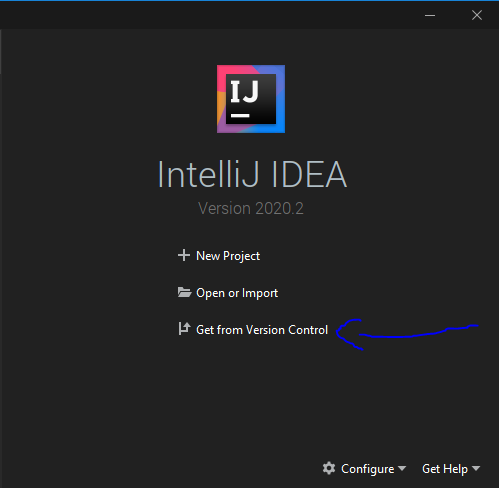 IJ
IntelliJ IDEA
Version 2020.2
New Project
Open or Import
Get from Version Control
Configure Get Help